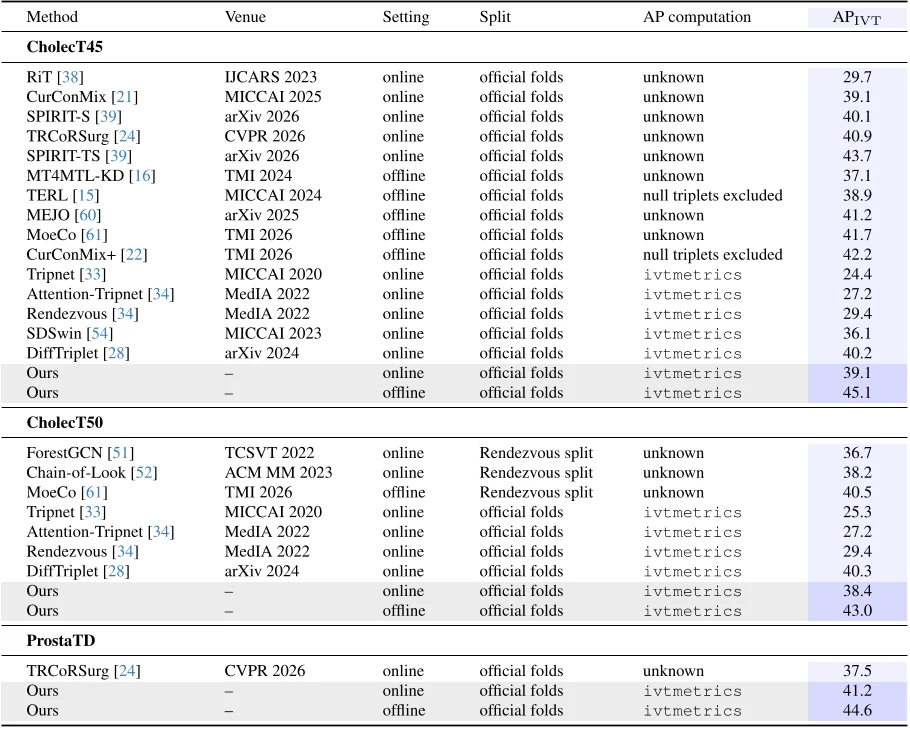 Method Venue Setting Split AP computation AP_IVT
CholecT45
RiT [38] IJCARS 2023 online official folds unknown 29.7
CurConMix [21] MICCAI 2025 online official folds unknown 39.1
SPIRIT-S [39] arXiv 2026 online official folds unknown 40.1
TRCoRSurg [24] CVPR 2026 online official folds unknown 40.9
SPIRIT-TS [39] arXiv 2026 online official folds unknown 43.7
MT4MTL-KD [16] TMI 2024 offline official folds unknown 37.1
TERL [15] MICCAI 2024 offline official folds null triplets excluded 38.9
MEJO [60] arXiv 2025 offline official folds unknown 41.2
MoeCo [61] TMI 2026 offline official folds unknown 41.7
CurConMix+ [22] TMI 2026 offline official folds null triplets excluded 42.2
Tripnet [33] MICCAI 2020 online official folds ivtmetrics 24.4
Attention-Tripnet [34] MedIA 2022 online official folds ivtmetrics 27.2
Rendezvous [34] MedIA 2022 online official folds ivtmetrics 29.4
SDSwin [54] MICCAI 2023 online official folds ivtmetrics 36.1
DiffTriplet [28] arXiv 2024 online official folds ivtmetrics 40.2
Ours – online official folds ivtmetrics 39.1
Ours – offline official folds ivtmetrics 45.1
CholecT50
ForestGCN [51] TCSVT 2022 online Rendezvous split unknown 36.7
Chain-of-Look [52] ACM MM 2023 online Rendezvous split unknown 38.2
MoeCo [61] TMI 2026 offline Rendezvous split unknown 40.5
Tripnet [33] MICCAI 2020 online official folds ivtmetrics 25.3
Attention-Tripnet [34] MedIA 2022 online official folds ivtmetrics 27.2
Rendezvous [34] MedIA 2022 online official folds ivtmetrics 29.4
DiffTriplet [28] arXiv 2024 online official folds ivtmetrics 40.3
Ours – online official folds ivtmetrics 38.4
Ours – offline official folds ivtmetrics 43.0
ProstaTD
TRCoRSurg [24] CVPR 2026 online official folds unknown 37.5
Ours – online official folds ivtmetrics 41.2
Ours – offline official folds ivtmetrics 44.6